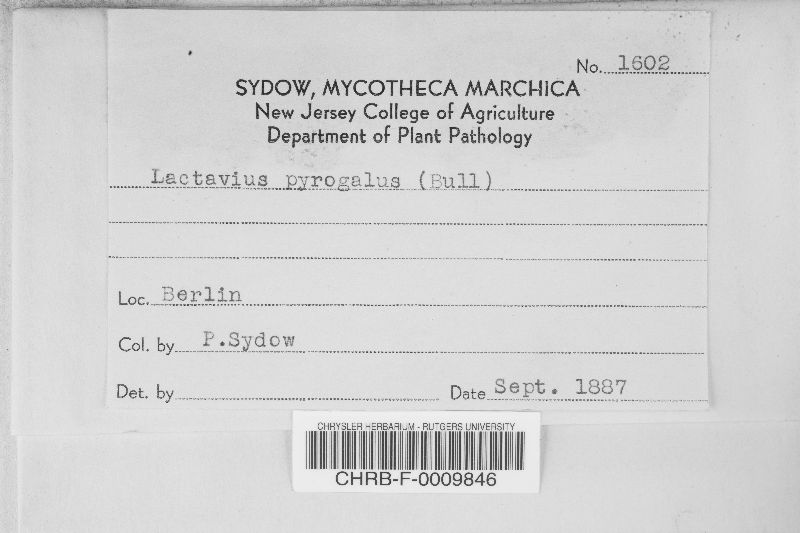 No. 1602
SYDOW, MYCOTHECA MARCHICA
New Jersey College of Agriculture
Department of Plant Pathology
Lactavius pyrogalus (Bull)
Loc. Berlin
Col. by P.Sydow
Det. by
Date Sept. 1887
CHRYSLER HERBARIUM - RUTGERS UNIVERSITY
CHRB-F-0009846